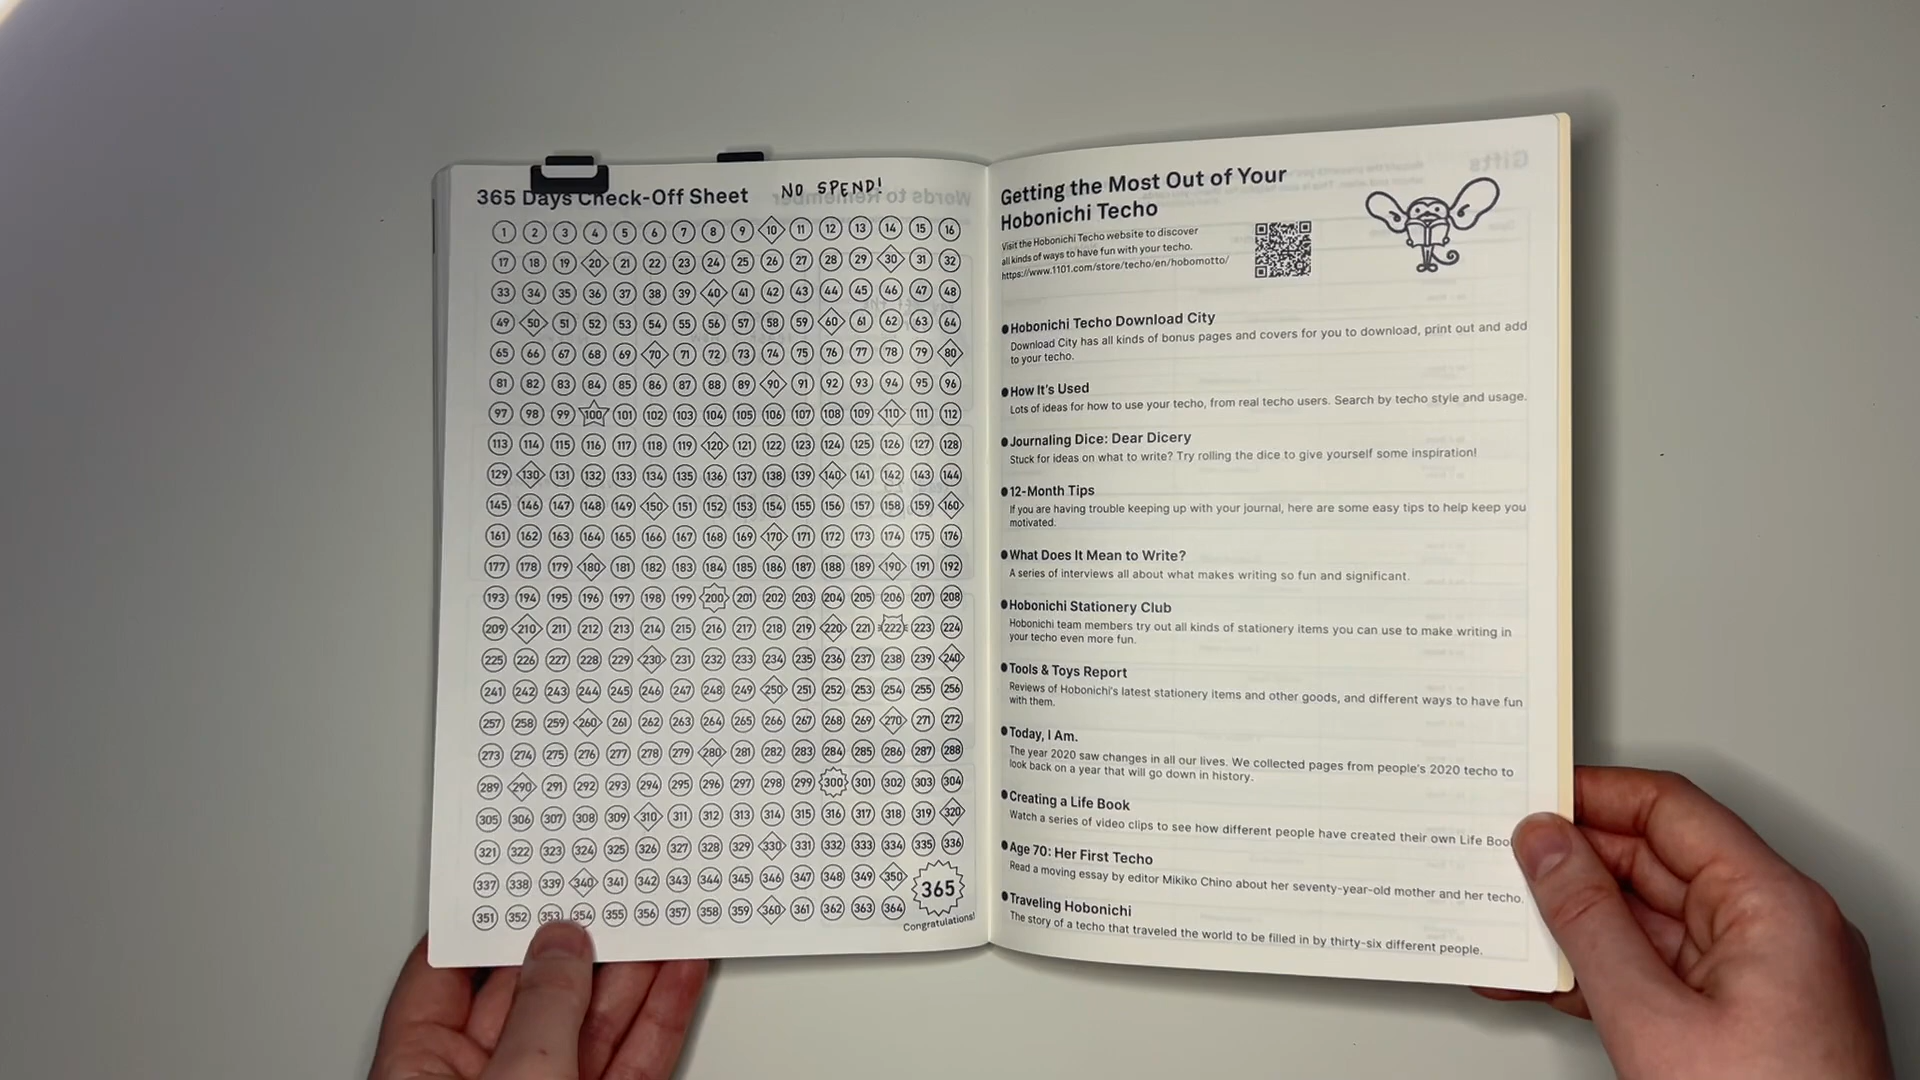 365 Days Check-Off Sheet NO SPEND!
1 2 3 4 5 6 7 8 9 10 11 12 13 14 15 16
17 18 19 20 21 22 23 24 25 26 27 28 29 30 31 32
33 34 35 36 37 38 39 40 41 42 43 44 45 46 47 48
49 50 51 52 53 54 55 56 57 58 59 60 61 62 63 64
65 66 67 68 69 70 71 72 73 74 75 76 77 78 79 80
81 82 83 84 85 86 87 88 89 90 91 92 93 94 95 96
97 98 99 100 101 102 103 104 105 106 107 108 109 110 111 112
113 114 115 116 117 118 119 120 121 122 123 124 125 126 127 128
129 130 131 132 133 134 135 136 137 138 139 140 141 142 143 144
145 146 147 148 149 150 151 152 153 154 155 156 157 158 159 160
161 162 163 164 165 166 167 168 169 170 171 172 173 174 175 176
177 178 179 180 181 182 183 184 185 186 187 188 189 190 191 192
193 194 195 196 197 198 199 200 201 202 203 204 205 206 207 208
209 210 211 212 213 214 215 216 217 218 219 220 221 222 223 224
225 226 227 228 229 230 231 232 233 234 235 236 237 238 239 240
241 242 243 244 245 246 247 248 249 250 251 252 253 254 255 256
257 258 259 260 261 262 263 264 265 266 267 268 269 270 271 272
273 274 275 276 277 278 279 280 281 282 283 284 285 286 287 288
289 290 291 292 293 294 295 296 297 298 299 300 301 302 303 304
305 306 307 308 309 310 311 312 313 314 315 316 317 318 319 320
321 322 323 324 325 326 327 328 329 330 331 332 333 334 335 336
337 338 339 340 341 342 343 344 345 346 347 348 349 350 365
351 352 353 354 355 356 357 358 359 360 361 362 363 364
Congratulations!
Getting the Most Out of Your
Hobonichi Techo
Visit the Hobonichi Techo website to discover
all kinds of ways to have fun with your techo.
https://www.1101.com/store/techo/en/hobomotto/
●Hobonichi Techo Download City
Download City has all kinds of bonus pages and covers for you to download, print out and add
to your techo.
●How It's Used
Lots of ideas for how to use your techo, from real techo users. Search by techo style and usage.
●Journaling Dice: Dear Dicery
Stuck for ideas on what to write? Try rolling the dice to give yourself some inspiration!
●12-Month Tips
If you are having trouble keeping up with your journal, here are some easy tips to help keep you
motivated.
●What Does It Mean to Write?
A series of interviews all about what makes writing so fun and significant.
●Hobonichi Stationery Club
Hobonichi team members try out all kinds of stationery items you can use to make writing in
your techo even more fun.
●Tools & Toys Report
Reviews of Hobonichi's latest stationery items and other goods, and different ways to have fun
with them.
●Today, I Am.
The year 2020 saw changes in all our lives. We collected pages from people's 2020 techo to
look back on a year that will go down in history.
●Creating a Life Book
Watch a series of video clips to see how different people have created their own Life Boo
●Age 70: Her First Techo
Read a moving essay by editor Mikiko Chino about her seventy-year-old mother and her techo.
●Traveling Hobonichi
The story of a techo that traveled the world to be filled in by thirty-six different people.